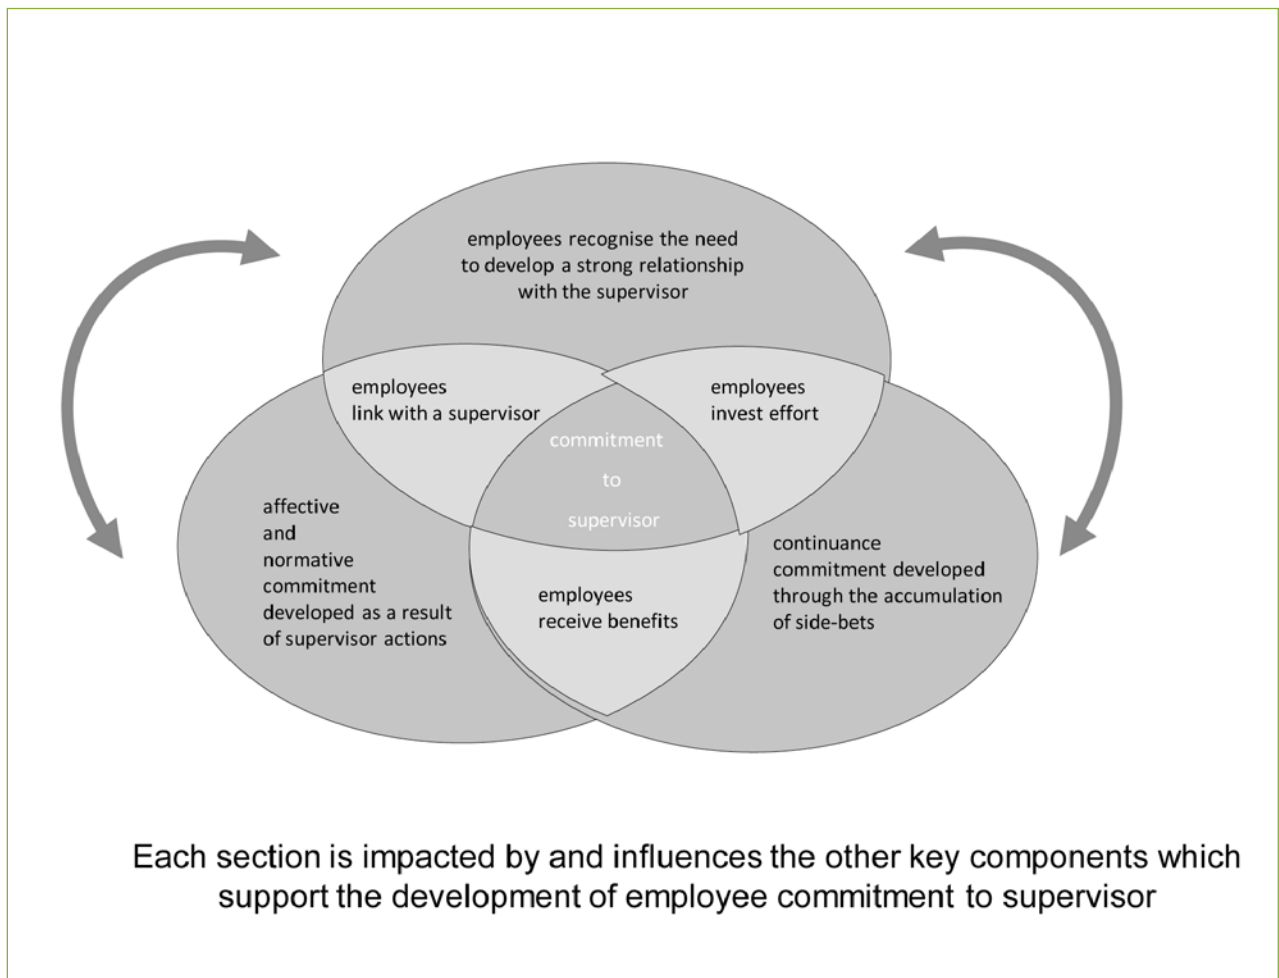 employees recognise the need
to develop a strong relationship
with the supervisor
employees
link with a supervisor
employees
invest effort
commitment
to
supervisor
affective
and
normative
commitment
developed as a result
of supervisor actions
continuance
commitment developed
through the accumulation
of side-bets
employees
receive benefits
Each section is impacted by and influences the other key components which
support the development of employee commitment to supervisor